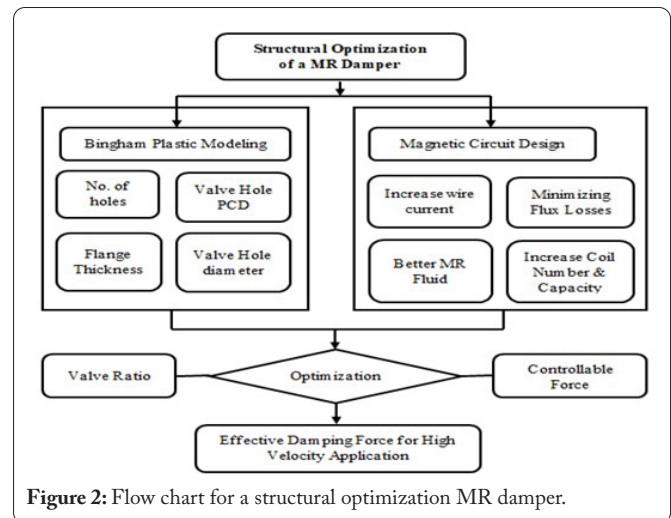 Structural Optimization
of a MR Damper
Bingham Plastic Modeling
No. of
holes
Valve Hole
PCD
Flange
Thickness
Valve Hole
diameter
Magnetic Circuit Design
Increase wire
current
Minimizing
Flux Losses
Better MR
Fluid
Increase Coil
Number &
Capacity
Valve Ratio
Optimization
Controllable
Force
Effective Damping Force for High
Velocity Application
Figure 2: Flow chart for a structural optimization MR damper.